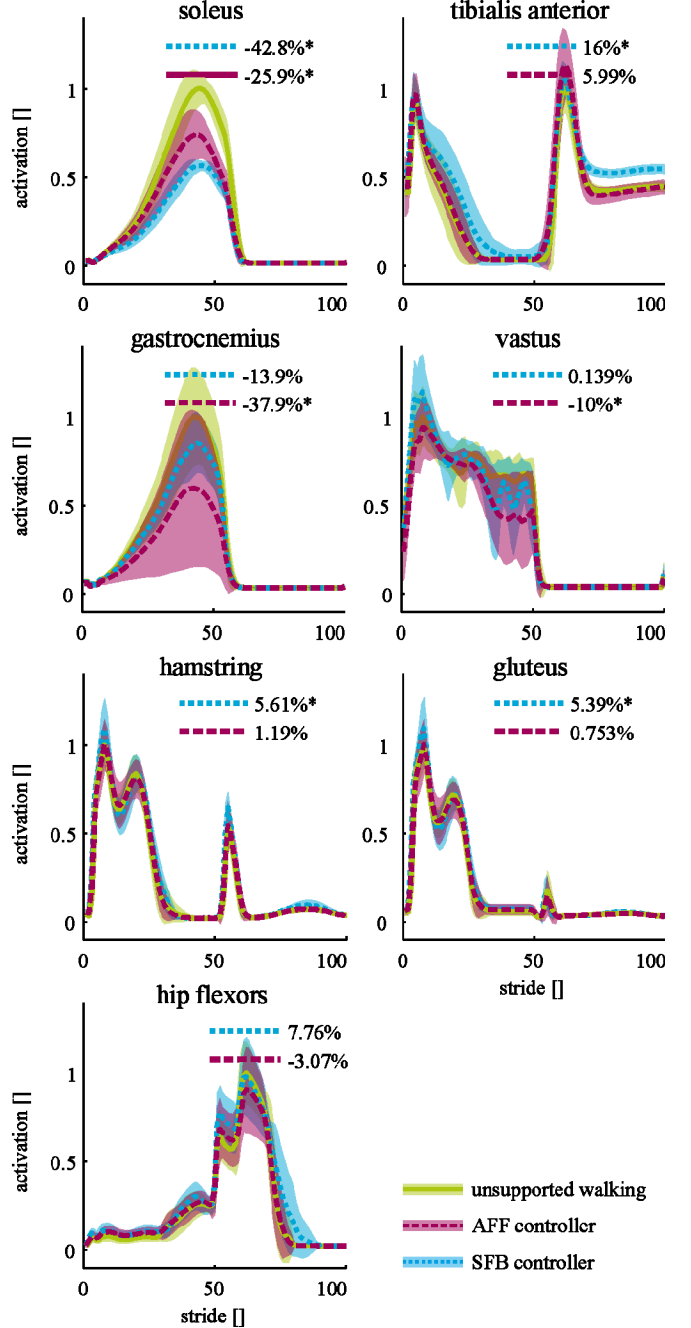 soleus
-42.8%*
-25.9%*
activation []
1
0.5
0
0 50 100
tibialis anterior
16%*
5.99%
1
0.5
0
0 50 100
gastrocnemius
-13.9%
-37.9%*
activation []
1
0.5
0
0 50 100
vastus
0.139%
-10%*
1
0.5
0
0 50 100
hamstring
5.61%*
1.19%
activation []
1
0.5
0
0 50 100
gluteus
5.39%*
0.753%
1
0.5
0
0 50 100
stride []
hip flexors
7.76%
-3.07%
activation []
1
0.5
0
0 50 100
stride []
unsupported walking
AFF controller
SFB controller